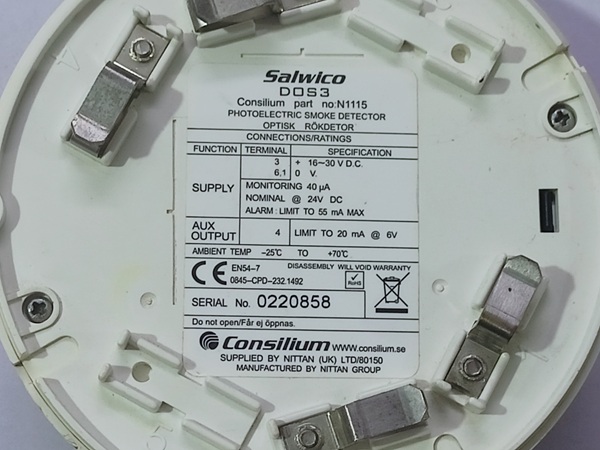 Salwico
DOS3
Consilium part no:N1115
PHOTOELECTRIC SMOKE DETECTOR
OPTISK RÖKDETOR
CONNECTIONS/RATINGS
FUNCTION TERMINAL SPECIFICATION
SUPPLY
3 + 16~30 V D.C.
6,1 0 V.
MONITORING 40 µA
NOMINAL @ 24V DC
ALARM : LIMIT TO 55 mA MAX
AUX OUTPUT 4 LIMIT TO 20 mA @ 6V
AMBIENT TEMP -25℃ TO +70℃
CE EN54-7 DISASSEMBLY WILL VOID WARRANTY
0845-CPD-232.1492 RoHS
SERIAL No. 0220858
Do not open/Får ej öppnas.
Consilium www.consilium.se
SUPPLIED BY NITTAN (UK) LTD/80150
MANUFACTURED BY NITTAN GROUP